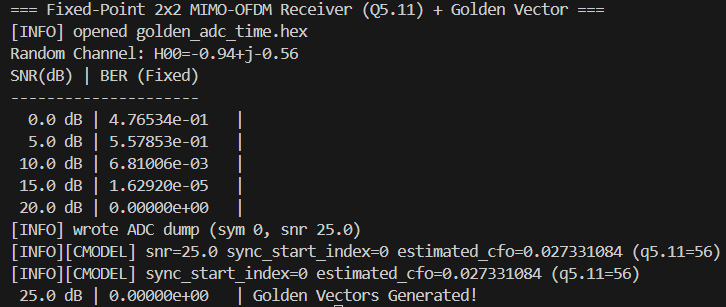 === Fixed-Point 2x2 MIMO-OFDM Receiver (Q5.11) + Golden Vector ===
[INFO] opened golden_adc_time.hex
Random Channel: H00=-0.94+j-0.56
SNR(dB) | BER (Fixed)
---------------------
  0.0 dB | 4.76534e-01   |
  5.0 dB | 5.57853e-01   |
 10.0 dB | 6.81006e-03   |
 15.0 dB | 1.62920e-05   |
 20.0 dB | 0.00000e+00   |
[INFO] wrote ADC dump (sym 0, snr 25.0)
[INFO][CMODEL] snr=25.0 sync_start_index=0 estimated_cfo=0.027331084 (q5.11=56)
[INFO][CMODEL] sync_start_index=0 estimated_cfo=0.027331084 (q5.11=56)
 25.0 dB | 0.00000e+00   | Golden Vectors Generated!